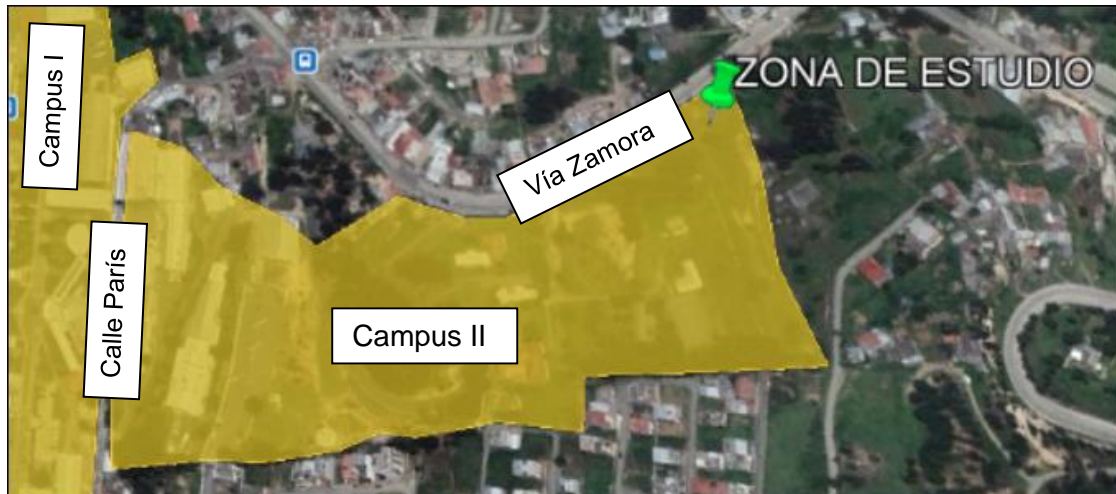 Campus I
ZONA DE ESTUDIO
Vía Zamora
Calle París
Campus II